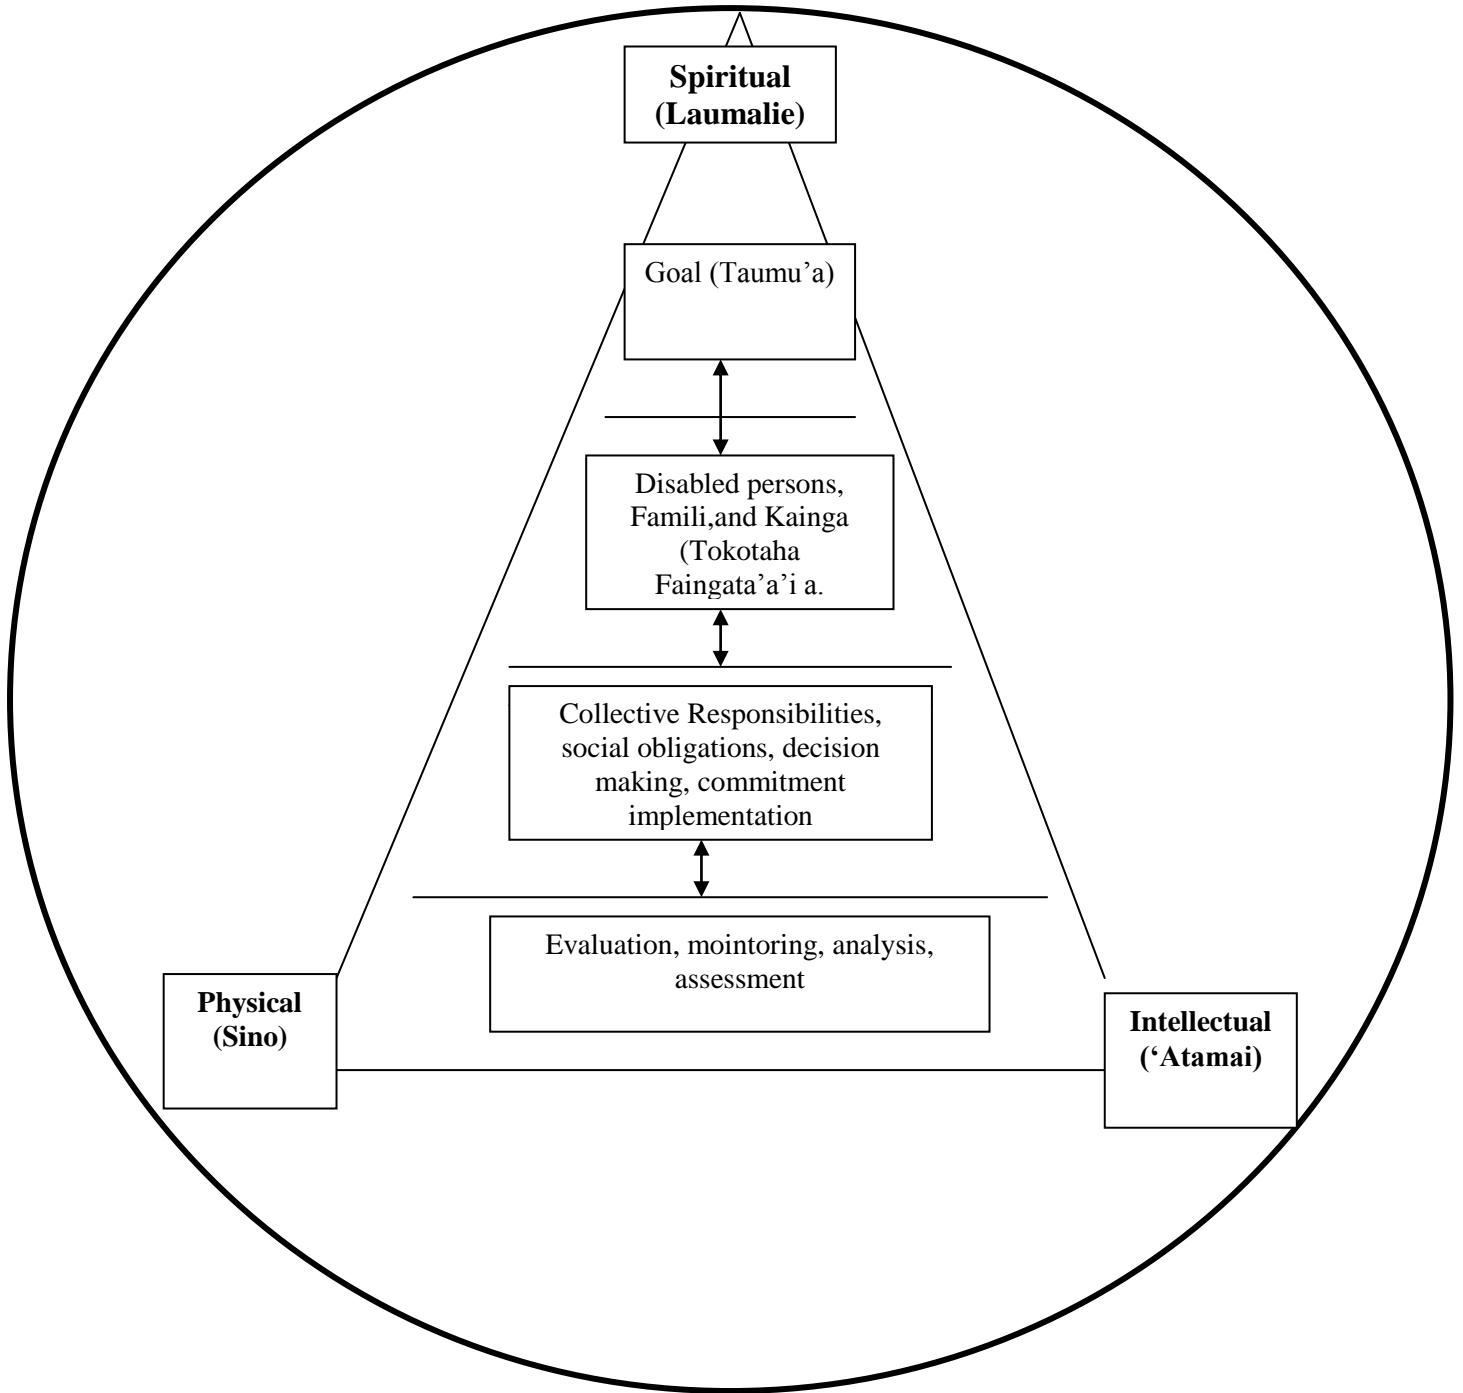 Spiritual
(Laumalie)
Goal (Taumu’a)
Disabled persons,
Famili,and Kainga
(Tokotaha
Faingata’a’i a.
Collective Responsibilities,
social obligations, decision
making, commitment
implementation
Evaluation, mointoring, analysis,
assessment
Physical
(Sino)
Intellectual
(‘Atamai)